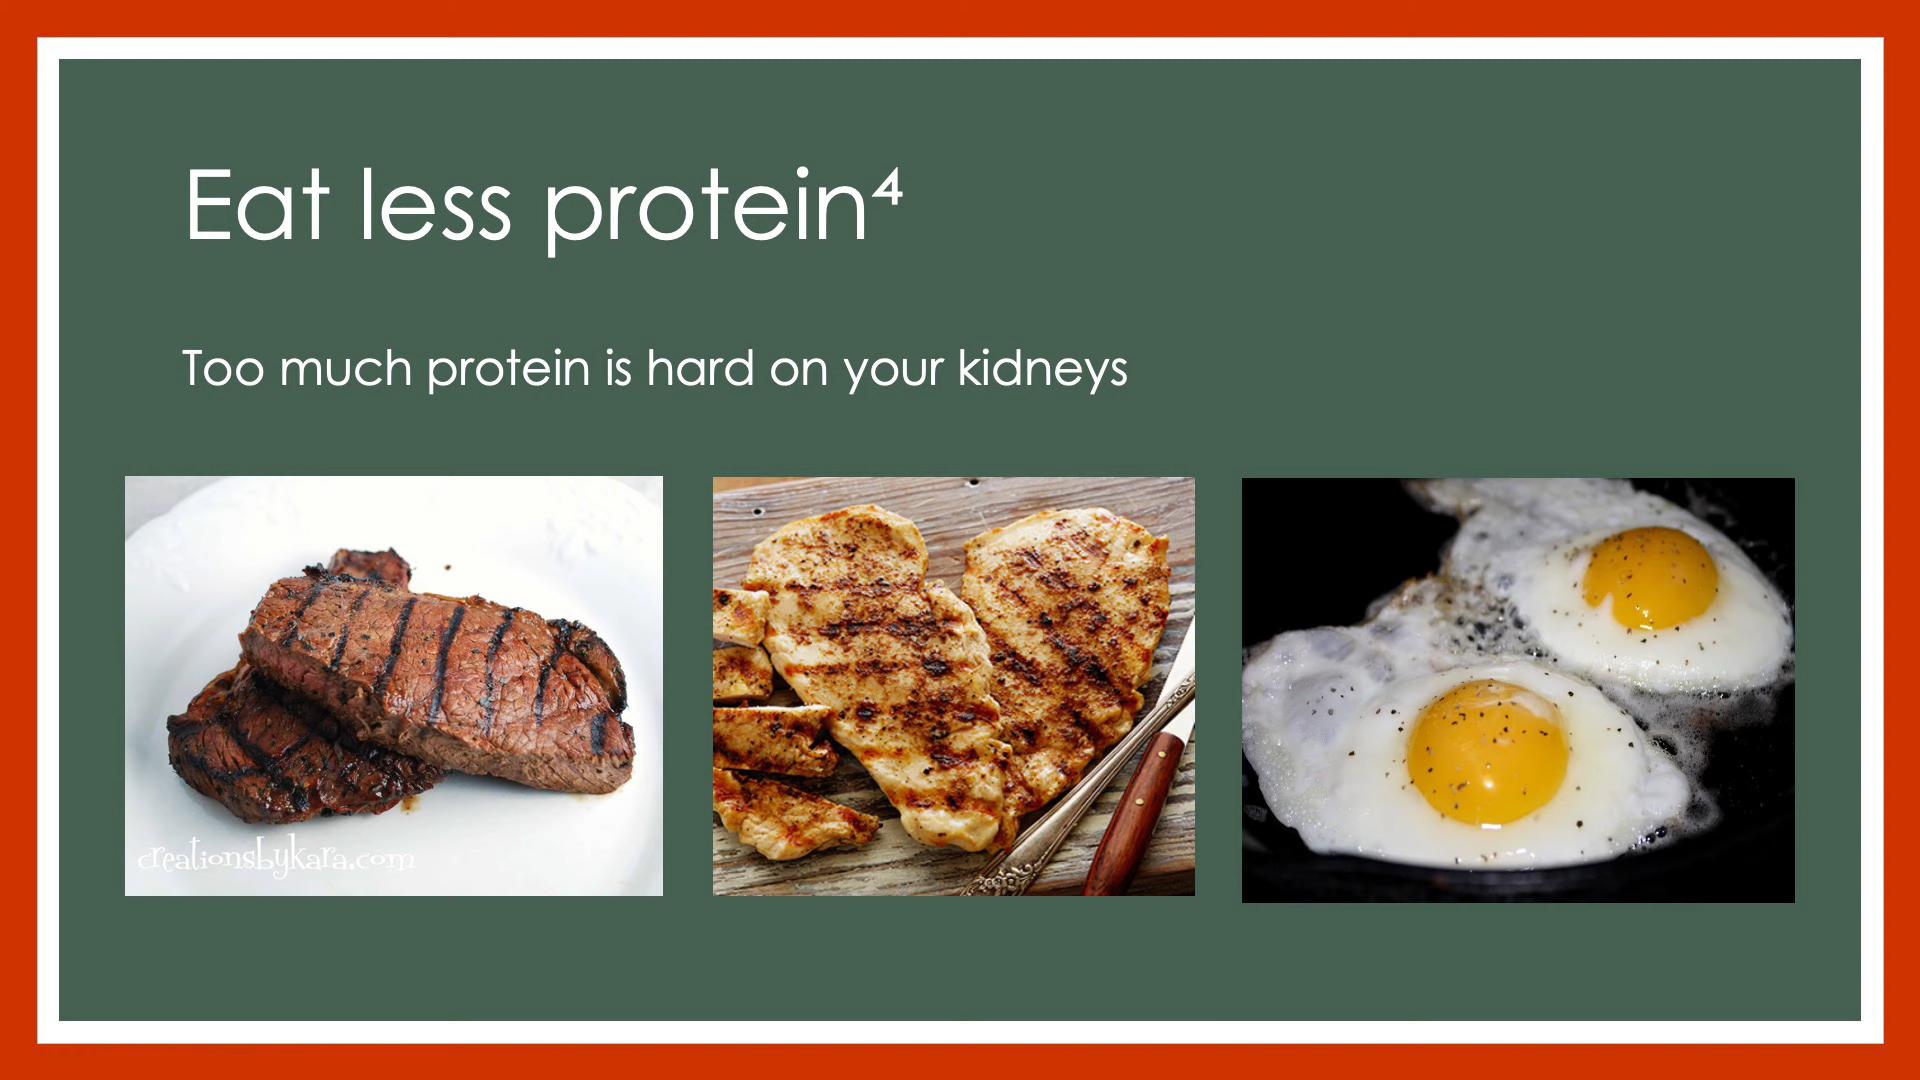 Eat less protein⁴
Too much protein is hard on your kidneys
creationsbykara.com